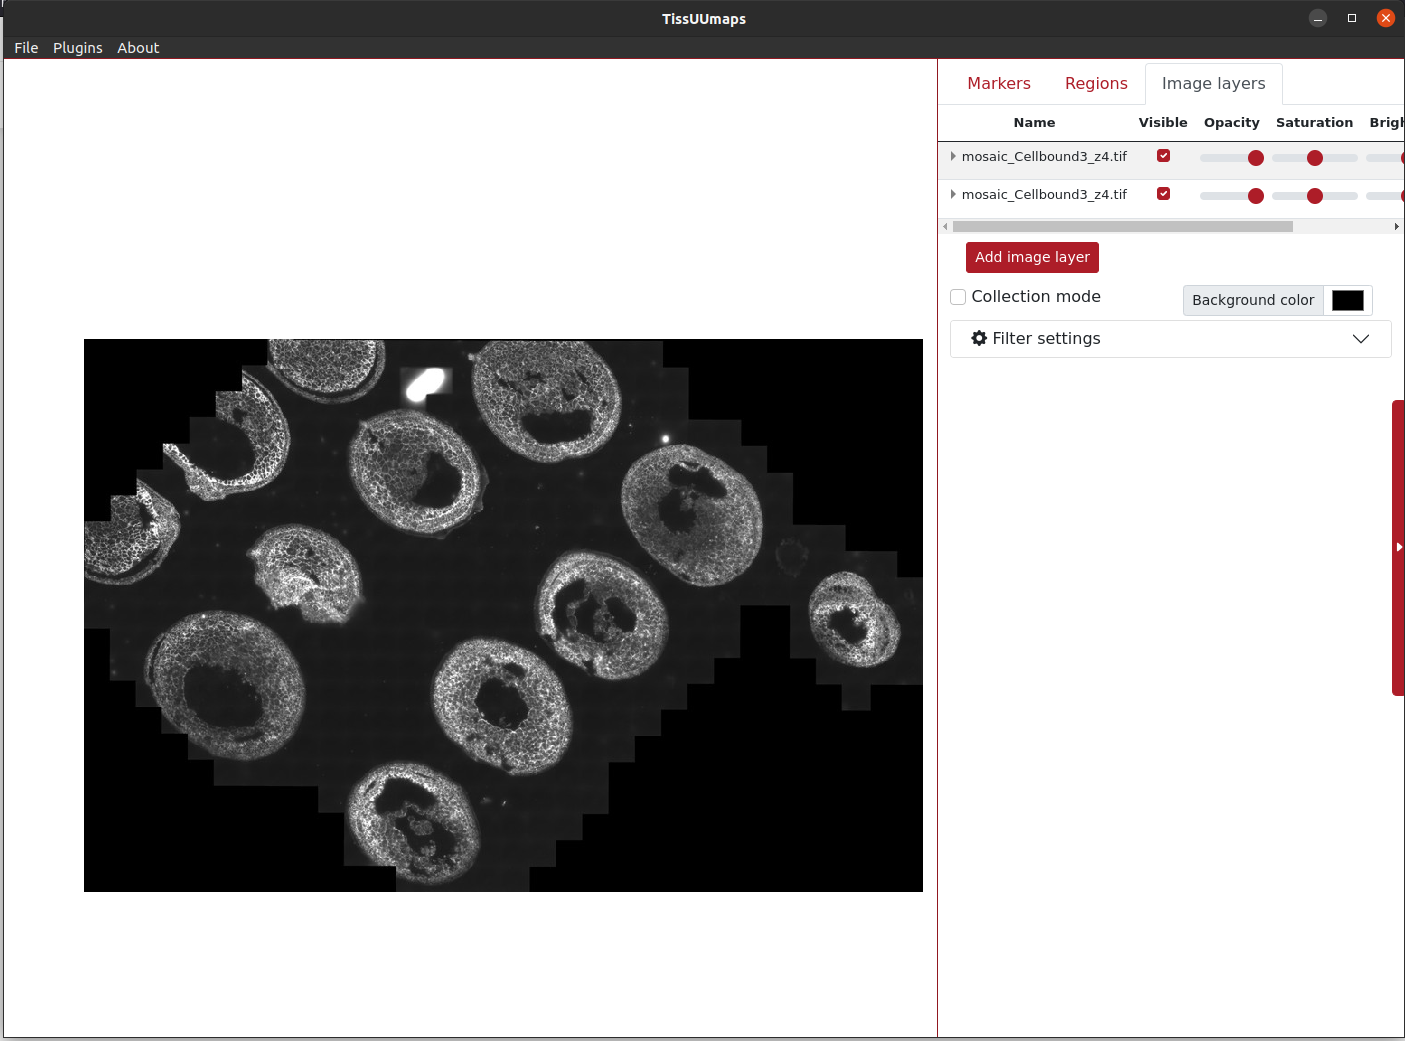 TissUUmaps
File Plugins About
Markers Regions Image layers
Name Visible Opacity Saturation Brigh
mosaic_Cellbound3_z4.tif
mosaic_Cellbound3_z4.tif
Add image layer
Collection mode Background color
Filter settings